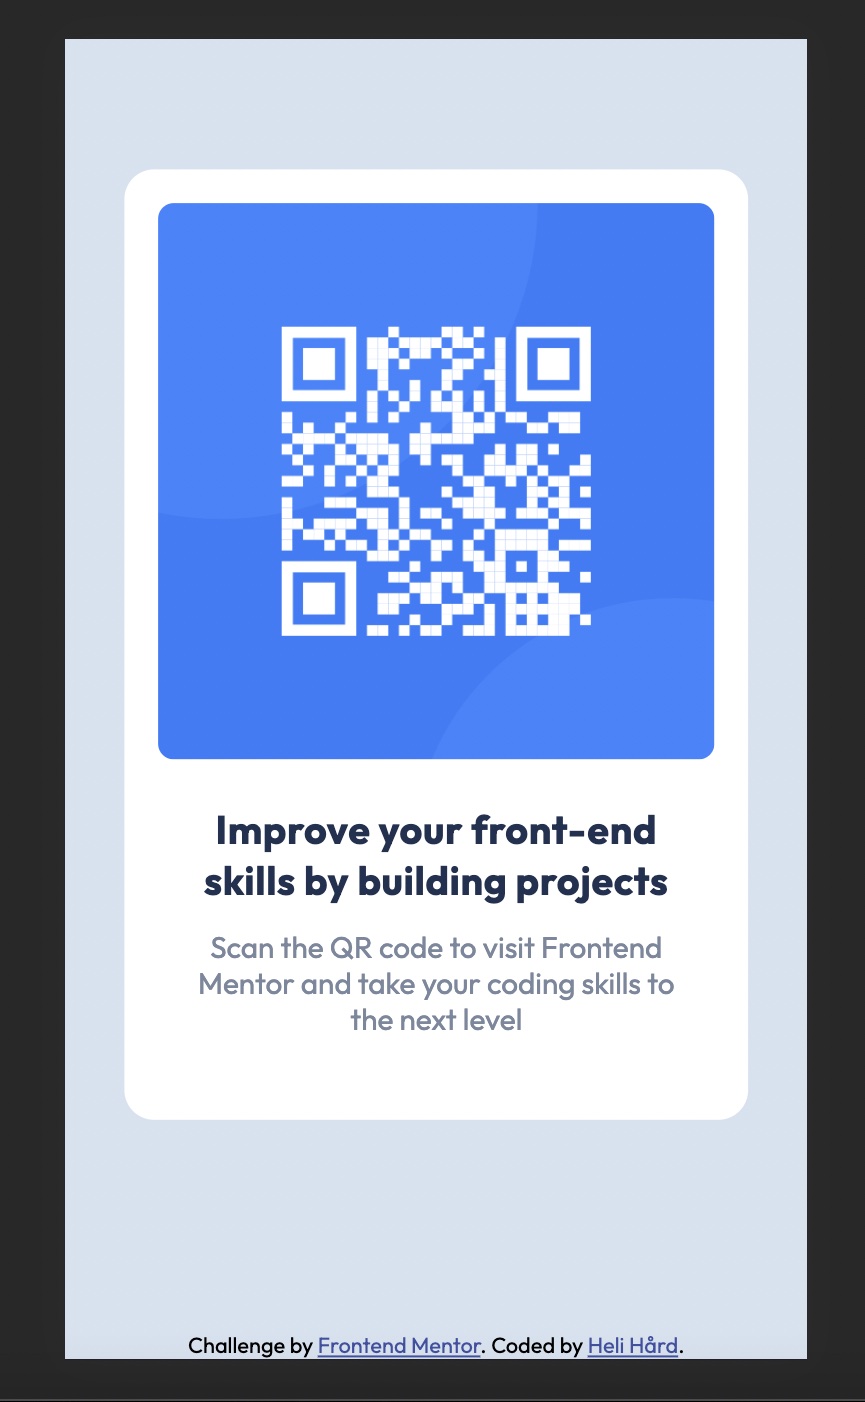 Improve your front-end
skills by building projects
Scan the QR code to visit Frontend
Mentor and take your coding skills to
the next level
Challenge by Frontend Mentor. Coded by Heli Hård.